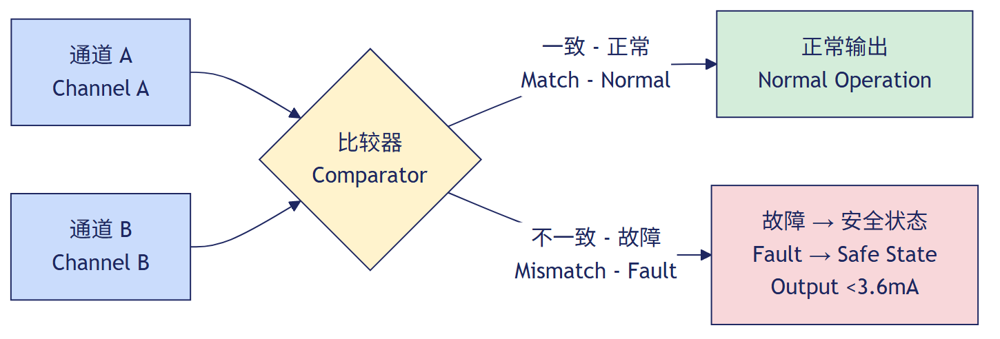 通道 A
Channel A
通道 B
Channel B
比较器
Comparator
一致 - 正常
Match - Normal
不一致 - 故障
Mismatch - Fault
正常输出
Normal Operation
故障 → 安全状态
Fault → Safe State
Output <3.6mA